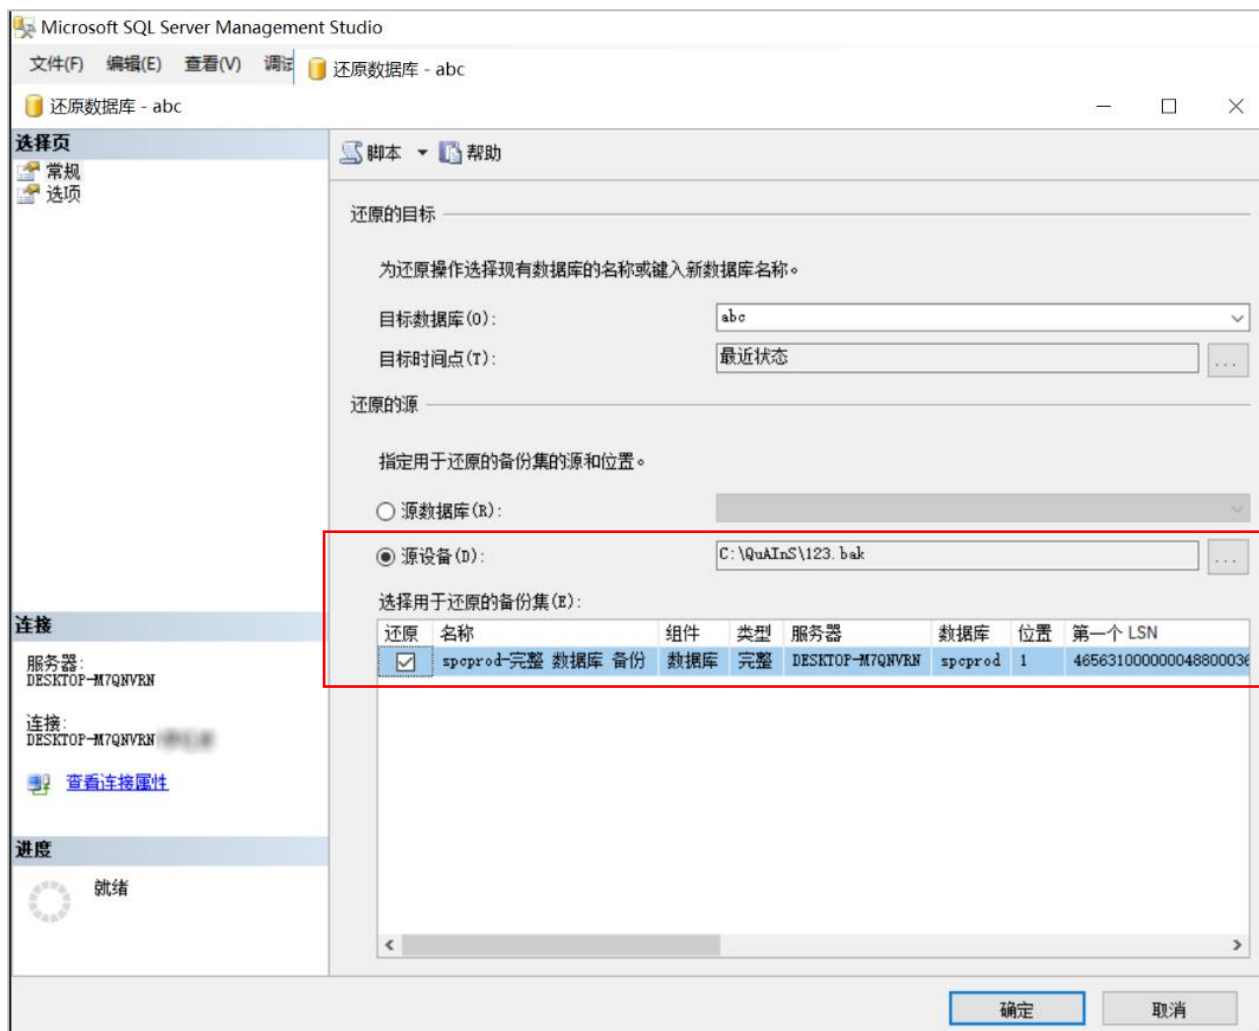 Microsoft SQL Server Management Studio
文件(F) 编辑(E) 查看(V) 调试
还原数据库 - abc
还原数据库 - abc
选择页
常规
选项
脚本 帮助
还原的目标
为还原操作选择现有数据库的名称或键入新数据库名称。
目标数据库(O): abc
目标时间点(T): 最近状态 ...
还原的源
指定用于还原的备份集的源和位置。
源数据库(R):
源设备(D): C:\QuAInS\123.bak ...
选择用于还原的备份集(E):
还原 名称 组件 类型 服务器 数据库 位置 第一个 LSN
spcprod-完整 数据库 备份 数据库 完整 DESKTOP-M7QNVRN spcprod 1 465631000000048800036
连接
服务器:
DESKTOP-M7QNVRN
连接:
DESKTOP-M7QNVRN
查看连接属性
进度
就绪
确定 取消